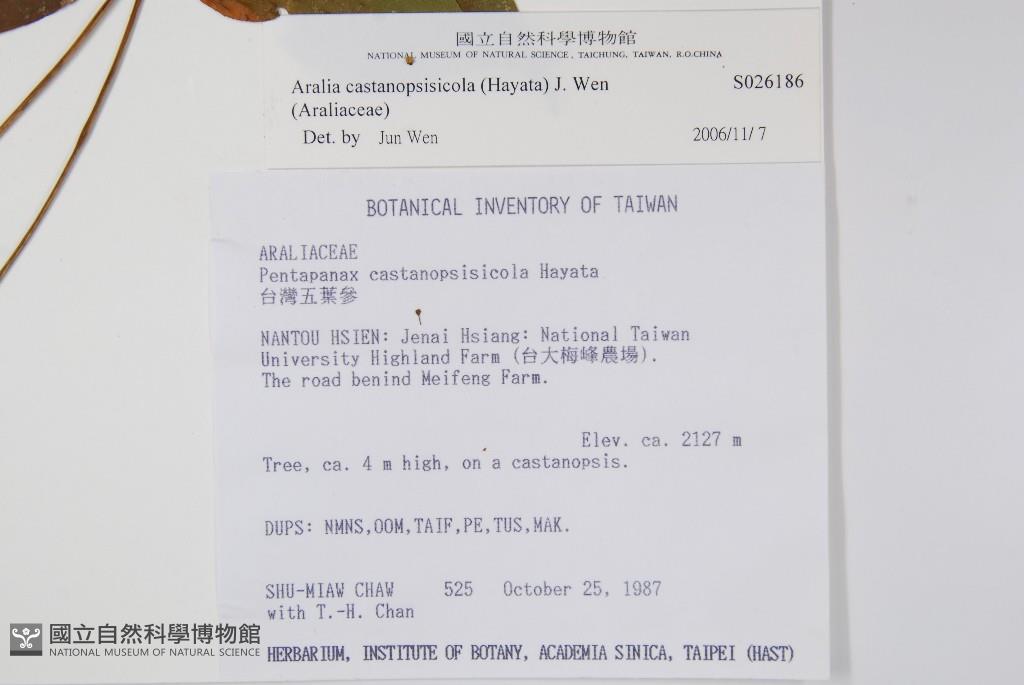 國立自然科學博物館
NATIONAL MUSEUM OF NATURAL SCIENCE, TAICHUNG, TAIWAN, R.O.CHINA
Aralia castanopsisicola (Hayata) J. Wen S026186
(Araliaceae)
Det. by Jun Wen 2006/11/ 7
BOTANICAL INVENTORY OF TAIWAN
ARALIACEAE
Pentapanax castanopsisicola Hayata
台灣五葉參
NANTOU HSIEN: Jenai Hsiang: National Taiwan
University Highland Farm (台大梅峰農場).
The road benind Meifeng Farm.
Elev. ca. 2127 m
Tree, ca. 4 m high, on a castanopsis.
DUPS: NMNS,OOM,TAIF,PE,TUS,MAK.
SHU-MIAW CHAW 525 October 25, 1987
with T.-H. Chan
HERBARIUM, INSTITUTE OF BOTANY, ACADEMIA SINICA, TAIPEI (HAST)
國立自然科學博物館
NATIONAL MUSEUM OF NATURAL SCIENCE